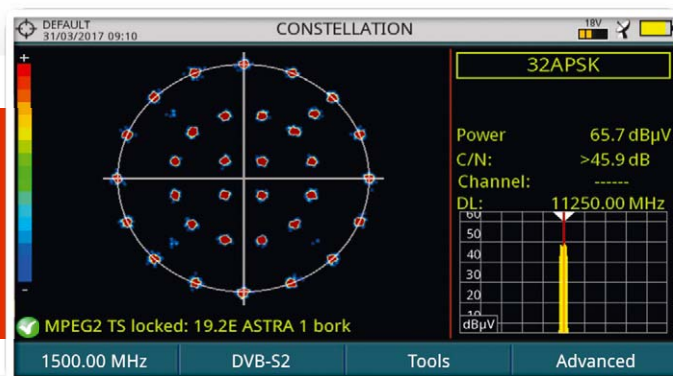 DEFAULT
31/03/2017 09:10
CONSTELLATION
18V
+
32APSK
Power 65.7 dBµV
C/N: >45.9 dB
Channel: ------
DL: 11250.00 MHz
60
50
40
30
20
10
dBµV
-
MPEG2 TS locked: 19.2E ASTRA 1 bork
1500.00 MHz DVB-S2 Tools Advanced